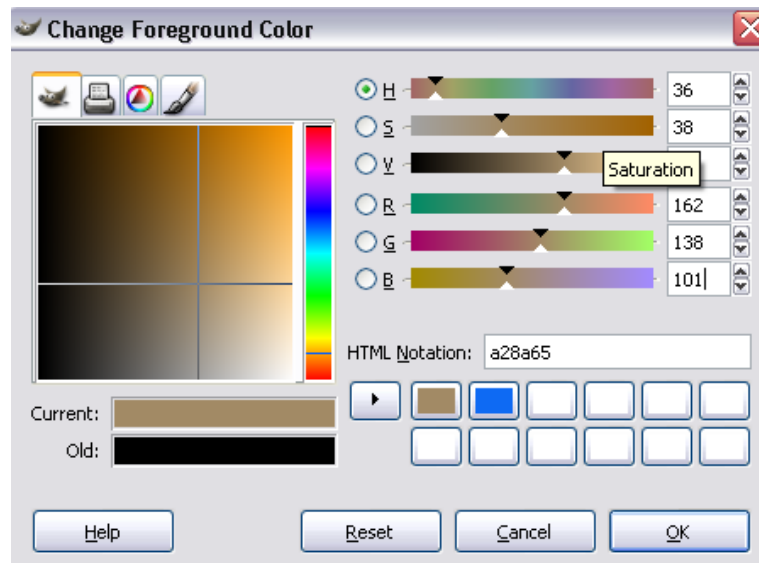 Change Foreground Color
H 36
S 38
V
Saturation
R 162
G 138
B 101
HTML Notation: a28a65
Current:
Old:
Help Reset Cancel OK